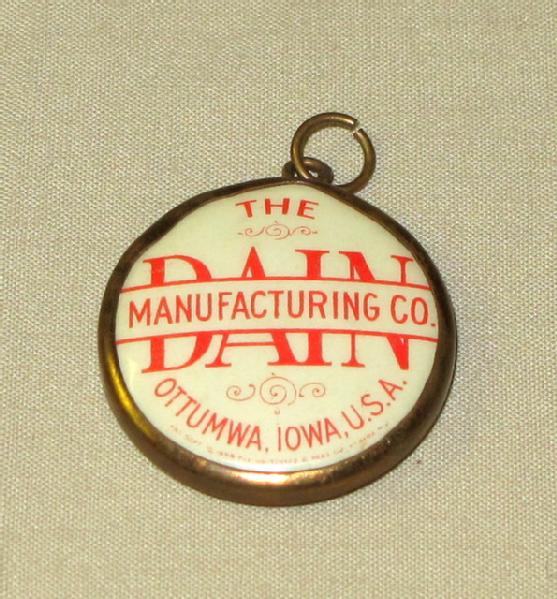 THE
DAIN
MANUFACTURING CO.
OTTUMWA, IOWA, U.S.A.